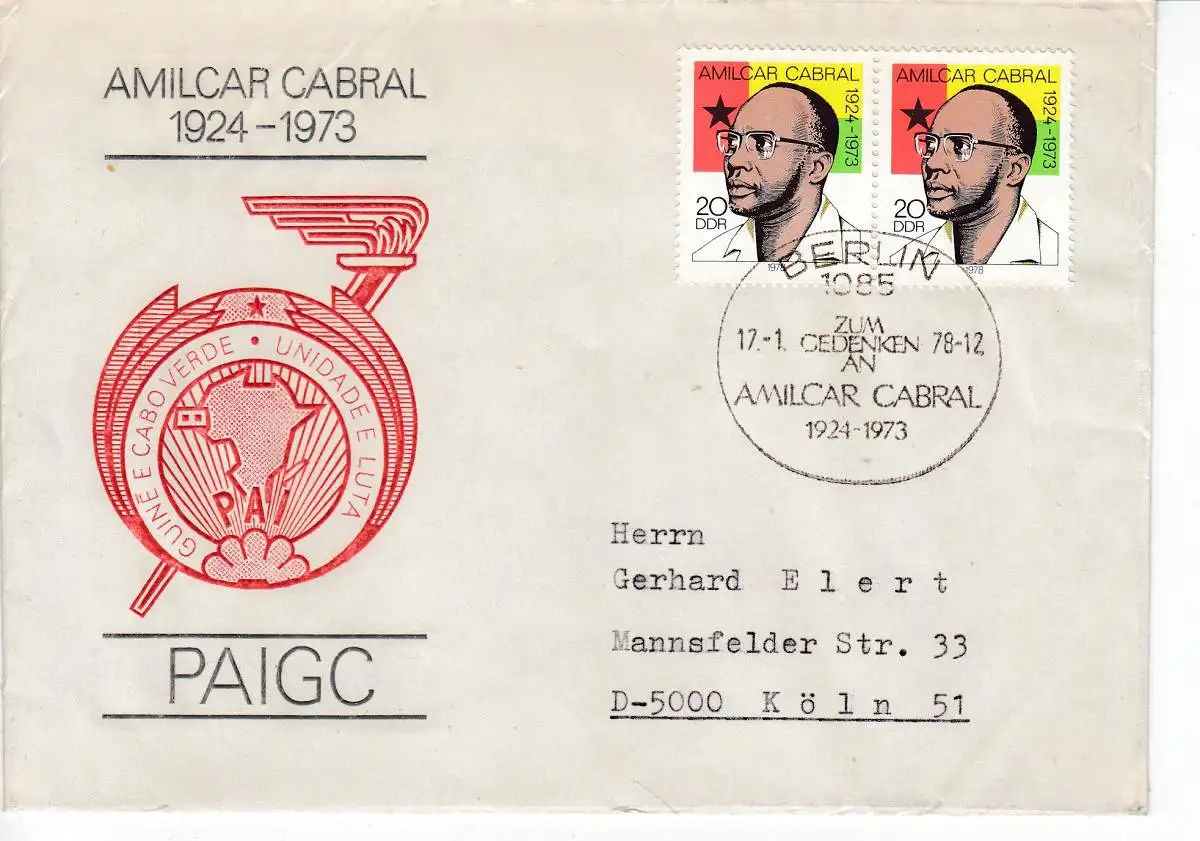 AMILCAR CABRAL
1924-1973
GUINÉ E CABO VERDE • UNIDADE E LUTA
PAI
PAIGC
AMILCAR CABRAL
1924-1973
20
DDR
1978
AMILCAR CABRAL
1924-1973
20
DDR
1978
BERLIN
1085
ZUM
17.-1. GEDENKEN 78-12
AN
AMILCAR CABRAL
1924-1973
Herrn
Gerhard Elert
Mannsfelder Str. 33
D-5000 Köln 51